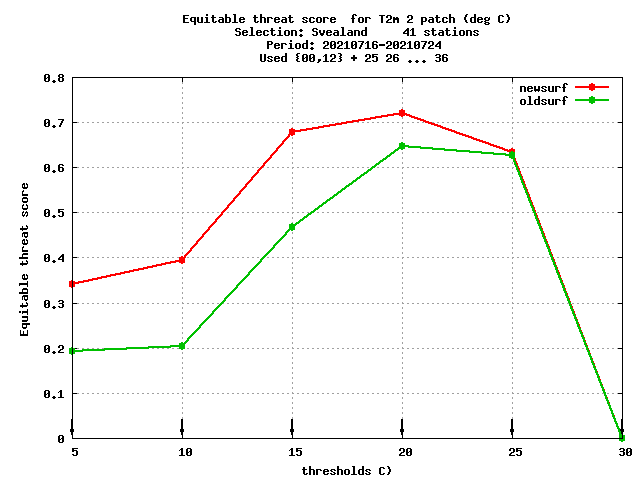 Equitable threat score  for T2m 2 patch (deg C)
Selection: Svealand     41 stations
Period: 20210716-20210724
Used {00,12} + 25 26 ... 36
newsurf
oldsurf
Equitable threat score
0.8
0.7
0.6
0.5
0.4
0.3
0.2
0.1
0
5 10 15 20 25 30
thresholds C)